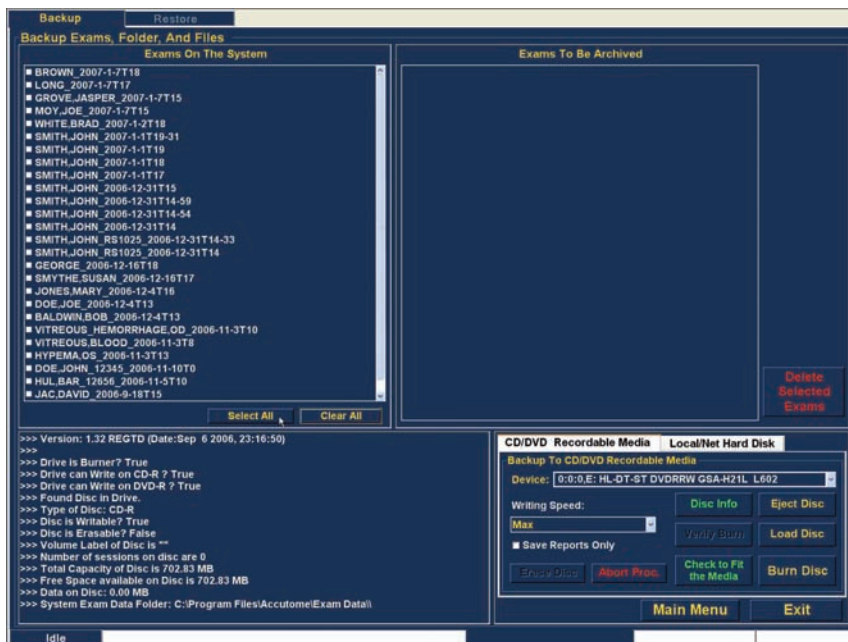 Backup
Restore
Backup Exams, Folder, And Files
Exams On The System
BROWN_2007-1-7T18
LONG_2007-1-7T17
GROVE,JASPER_2007-1-7T15
MOY,JOE_2007-1-7T15
WHITE,BRAD_2007-1-2T18
SMITH,JOHN_2007-1-1T19-31
SMITH,JOHN_2007-1-1T19
SMITH,JOHN_2007-1-1T18
SMITH,JOHN_2007-1-1T17
SMITH,JOHN_2006-12-31T15
SMITH,JOHN_2006-12-31T14-59
SMITH,JOHN_2006-12-31T14-54
SMITH,JOHN_2006-12-31T14
SMITH,JOHN_RS1025_2006-12-31T14-33
SMITH,JOHN_RS1025_2006-12-31T14
GEORGE_2006-12-16T18
SMYTHE,SUSAN_2006-12-16T17
JONES,MARY_2006-12-4T16
DOE,JOE_2006-12-4T13
BALDWIN,BOB_2006-12-4T13
VITREOUS_HEMORRHAGE,OD_2006-11-3T10
VITREOUS,BLOOD_2006-11-3T8
HYPEMA,OS_2006-11-3T13
DOE,JOHN_12345_2006-11-10T0
HUL,BAR_12656_2006-11-5T10
JAC,DAVID_2006-9-18T15
Select All
Clear All
Exams To Be Archived
Delete
Selected
Exams
>>> Version: 1.32 REGTD (Date:Sep 6 2006, 23:16:50)
>>>
>>> Drive is Burner? True
>>> Drive can Write on CD-R ? True
>>> Drive can Write on DVD-R ? True
>>> Found Disc in Drive.
>>> Type of Disc: CD-R
>>> Disc is Writable? True
>>> Disc is Erasable? False
>>> Volume Label of Disc is ""
>>> Number of sessions on disc are 0
>>> Total Capacity of Disc is 702.83 MB
>>> Free Space available on Disc is 702.83 MB
>>> Data on Disc: 0.00 MB
>>> System Exam Data Folder: C:\Program Files\Accutome\Exam Data\\
CD/DVD Recordable Media
Local/Net Hard Disk
Backup To CD/DVD Recordable Media
Device: 0:0:0,E: HL-DT-ST DVDRRW GSA-H21L L602
Writing Speed:
Max
Save Reports Only
Disc Info
Eject Disc
Verify Burn
Load Disc
Erase Disc
Abort Proc.
Check to Fit
the Media
Burn Disc
Main Menu
Exit
Idle